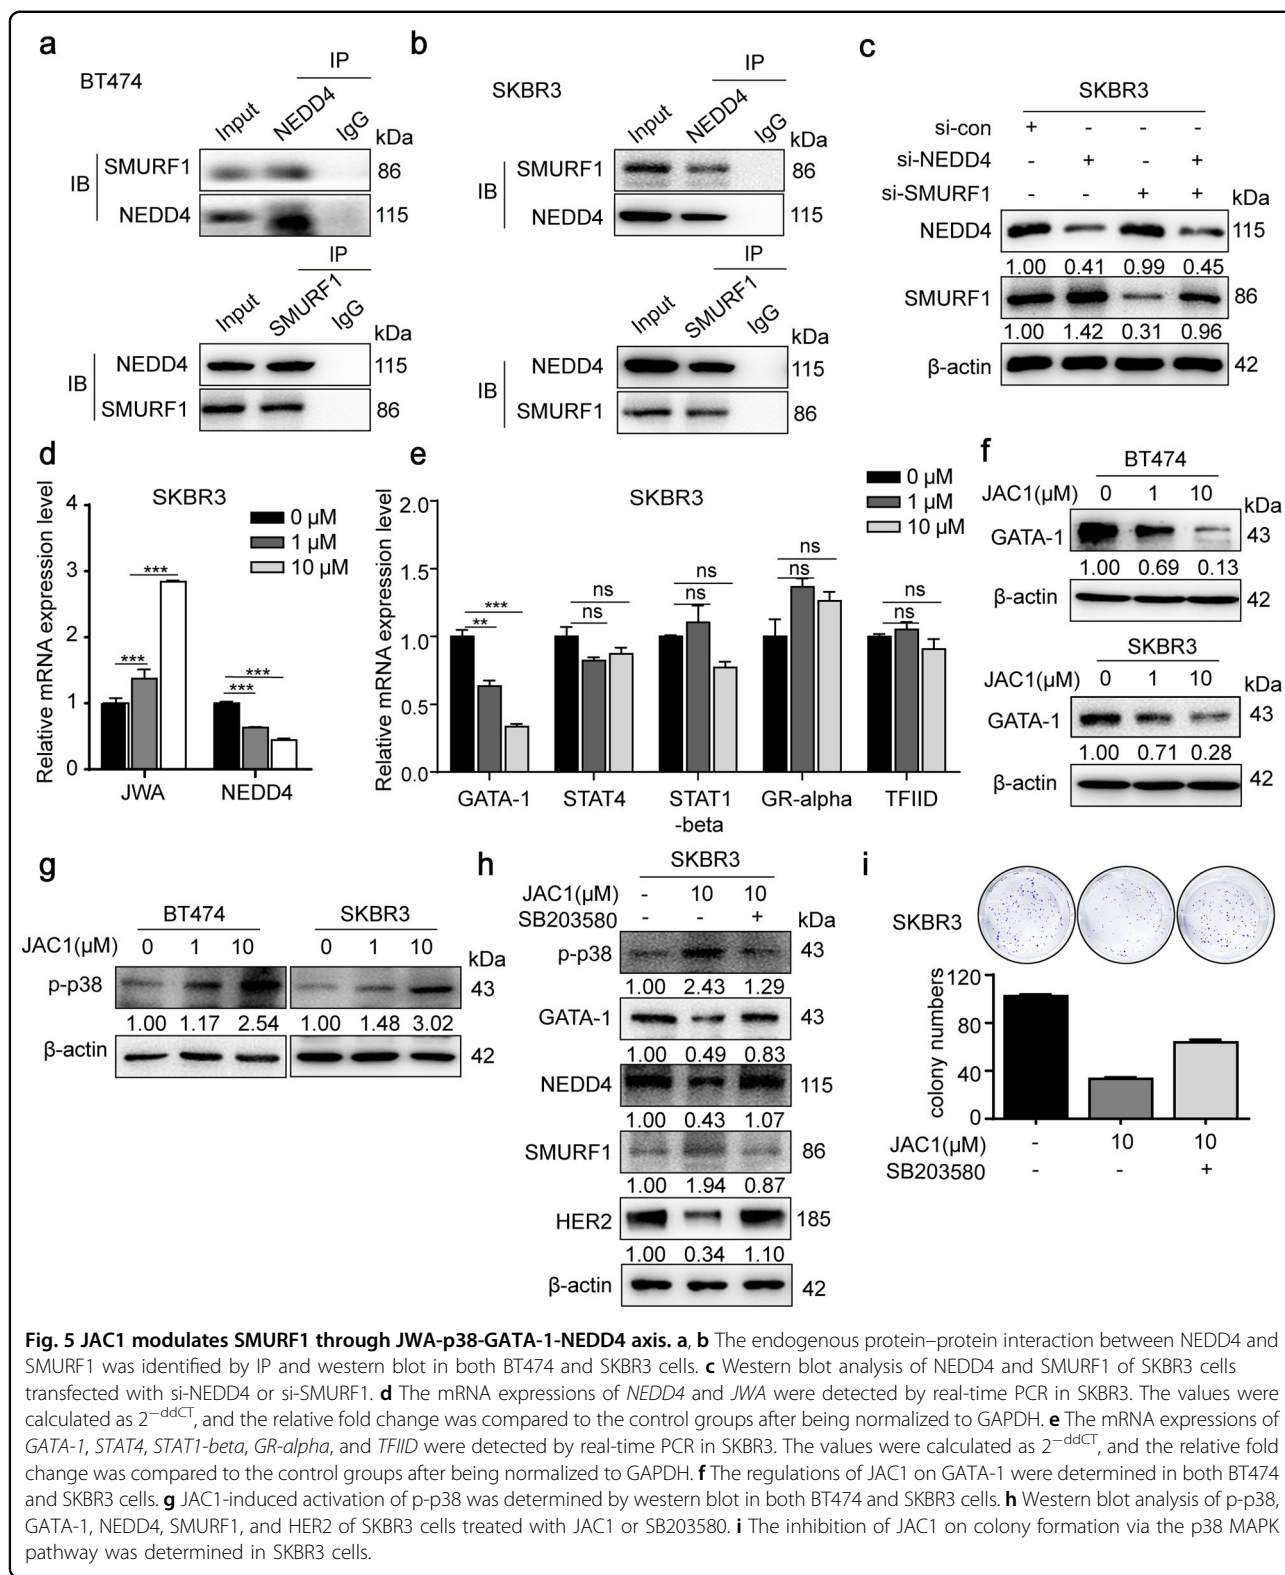 a
BT474
IP
Input
NEDD4
IgG
kDa
IB
SMURF1
86
NEDD4
115
IP
Input
SMURF1
IgG
kDa
IB
NEDD4
115
SMURF1
86
b
SKBR3
IP
Input
NEDD4
IgG
kDa
IB
SMURF1
86
NEDD4
115
IP
Input
SMURF1
IgG
kDa
IB
NEDD4
115
SMURF1
86
c
SKBR3
si-con + - - -
si-NEDD4 - + - +
si-SMURF1 - - + + kDa
NEDD4 115
1.00 0.41 0.99 0.45
SMURF1 86
1.00 1.42 0.31 0.96
β-actin 42
d
SKBR3
Relative mRNA expression level
4
3
2
1
0
0 μM
1 μM
10 μM
***
***
***
***
JWA NEDD4
e
SKBR3
Relative mRNA expression level
2.0
1.5
1.0
0.5
0.0
0 μM
1 μM
10 μM
***
**
ns
ns
ns
ns
ns
ns
ns
ns
GATA-1 STAT4 STAT1 GR-alpha TFIID
-beta
f
BT474
JAC1(μM) 0 1 10 kDa
GATA-1 43
1.00 0.69 0.13
β-actin 42
SKBR3
JAC1(μM) 0 1 10 kDa
GATA-1 43
1.00 0.71 0.28
β-actin 42
g
BT474 SKBR3
JAC1(μM) 0 1 10 0 1 10 kDa
p-p38 43
1.00 1.17 2.54 1.00 1.48 3.02
β-actin 42
h
SKBR3
JAC1(μM) - 10 10
SB203580 - - + kDa
p-p38 43
1.00 2.43 1.29
GATA-1 43
1.00 0.49 0.83
NEDD4 115
1.00 0.43 1.07
SMURF1 86
1.00 1.94 0.87
HER2 185
1.00 0.34 1.10
β-actin 42
i
SKBR3
colony numbers
120
80
40
0
JAC1(μM) - 10 10
SB203580 - - +
Fig. 5 JAC1 modulates SMURF1 through JWA-p38-GATA-1-NEDD4 axis. a, b The endogenous protein–protein interaction between NEDD4 and
SMURF1 was identified by IP and western blot in both BT474 and SKBR3 cells. c Western blot analysis of NEDD4 and SMURF1 of SKBR3 cells
transfected with si-NEDD4 or si-SMURF1. d The mRNA expressions of NEDD4 and JWA were detected by real-time PCR in SKBR3. The values were
calculated as 2−ddCT, and the relative fold change was compared to the control groups after being normalized to GAPDH. e The mRNA expressions of
GATA-1, STAT4, STAT1-beta, GR-alpha, and TFIID were detected by real-time PCR in SKBR3. The values were calculated as 2−ddCT, and the relative fold
change was compared to the control groups after being normalized to GAPDH. f The regulations of JAC1 on GATA-1 were determined in both BT474
and SKBR3 cells. g JAC1-induced activation of p-p38 was determined by western blot in both BT474 and SKBR3 cells. h Western blot analysis of p-p38,
GATA-1, NEDD4, SMURF1, and HER2 of SKBR3 cells treated with JAC1 or SB203580. i The inhibition of JAC1 on colony formation via the p38 MAPK
pathway was determined in SKBR3 cells.